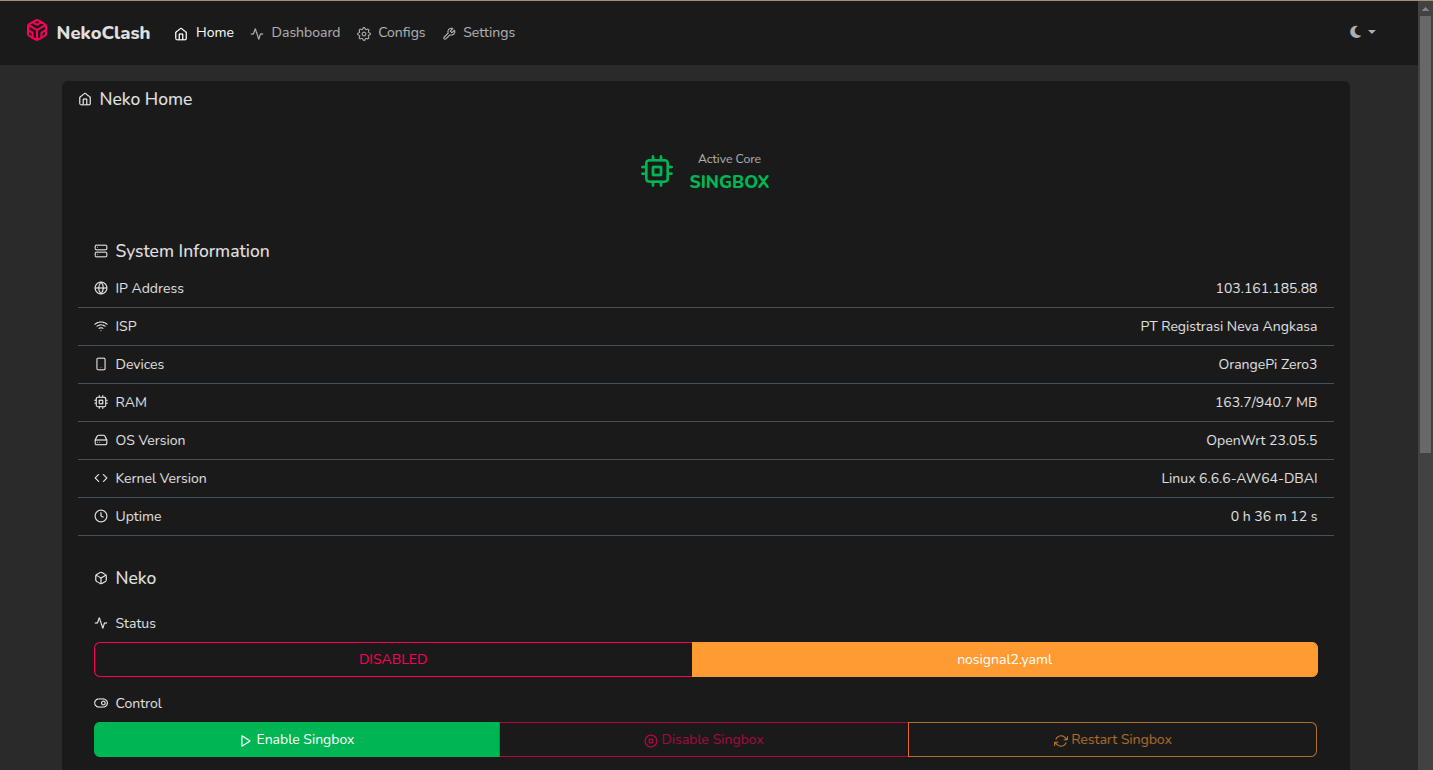 NekoClash Home Dashboard Configs Settings
Neko Home
Active Core
SINGBOX
System Information
IP Address 103.161.185.88
ISP PT Registrasi Neva Angkasa
Devices OrangePi Zero3
RAM 163.7/940.7 MB
OS Version OpenWrt 23.05.5
Kernel Version Linux 6.6.6-AW64-DBAI
Uptime 0 h 36 m 12 s
Neko
Status
DISABLED nosignal2.yaml
Control
Enable Singbox Disable Singbox Restart Singbox